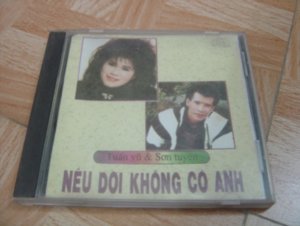 Tuấn vũ & Sơn tuyền
NẾU ĐỜI KHÔNG CÓ ANH